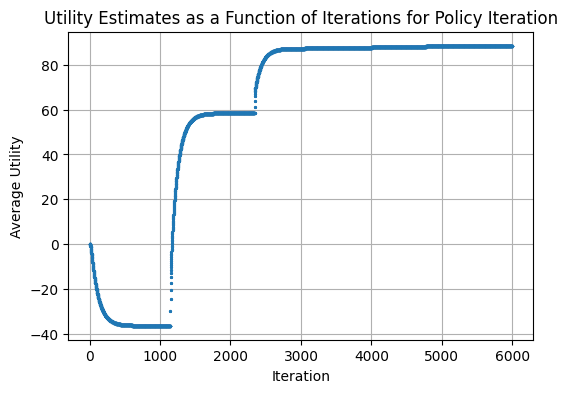 Utility Estimates as a Function of Iterations for Policy Iteration
Average Utility
80
60
40
20
0
−20
−40
0 1000 2000 3000 4000 5000 6000
Iteration